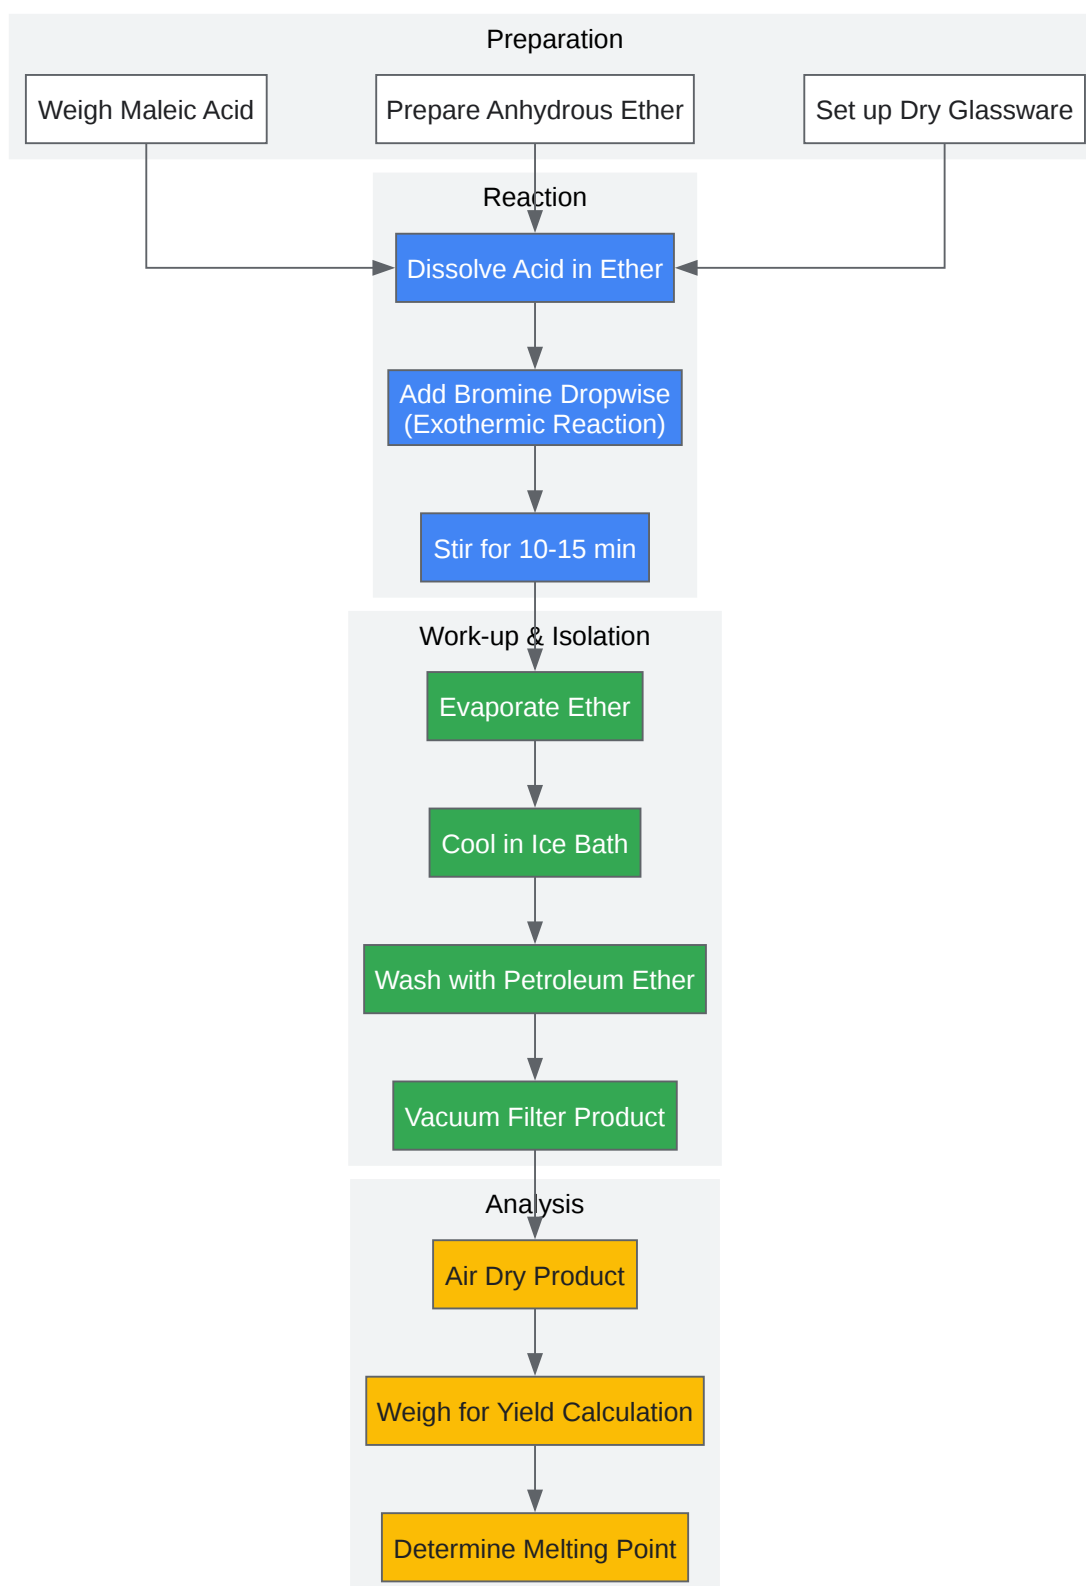 Preparation
Weigh Maleic Acid
Prepare Anhydrous Ether
Set up Dry Glassware
Reaction
Dissolve Acid in Ether
Add Bromine Dropwise
(Exothermic Reaction)
Stir for 10-15 min
Work-up & Isolation
Evaporate Ether
Cool in Ice Bath
Wash with Petroleum Ether
Vacuum Filter Product
Analysis
Air Dry Product
Weigh for Yield Calculation
Determine Melting Point